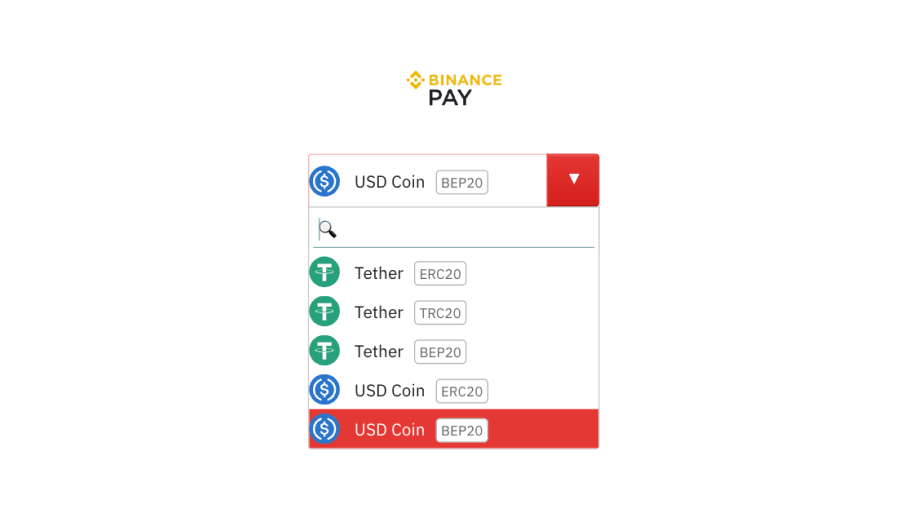 BINANCE
PAY
USD Coin BEP20
Tether ERC20
Tether TRC20
Tether BEP20
USD Coin ERC20
USD Coin BEP20